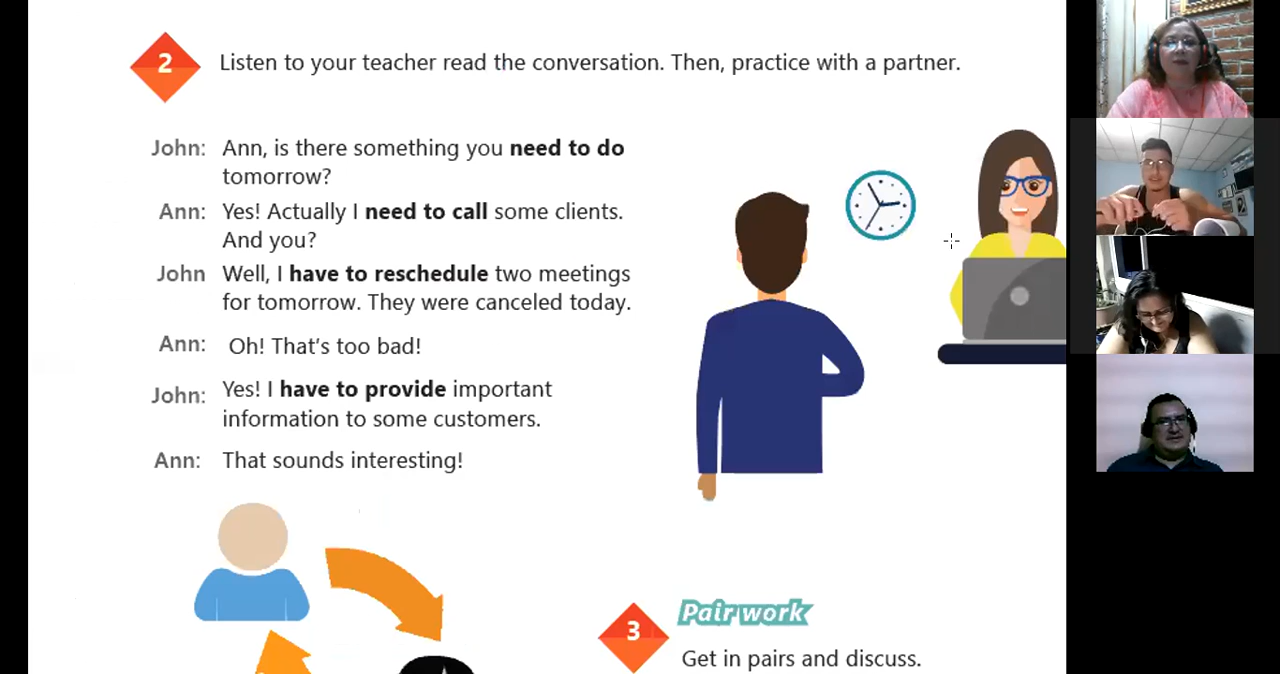 2 Listen to your teacher read the conversation. Then, practice with a partner.
John: Ann, is there something you need to do
tomorrow?
Ann: Yes! Actually I need to call some clients.
And you?
John Well, I have to reschedule two meetings
for tomorrow. They were canceled today.
Ann: Oh! That's too bad!
John: Yes! I have to provide important
information to some customers.
Ann: That sounds interesting!
3 Pair work
Get in pairs and discuss.